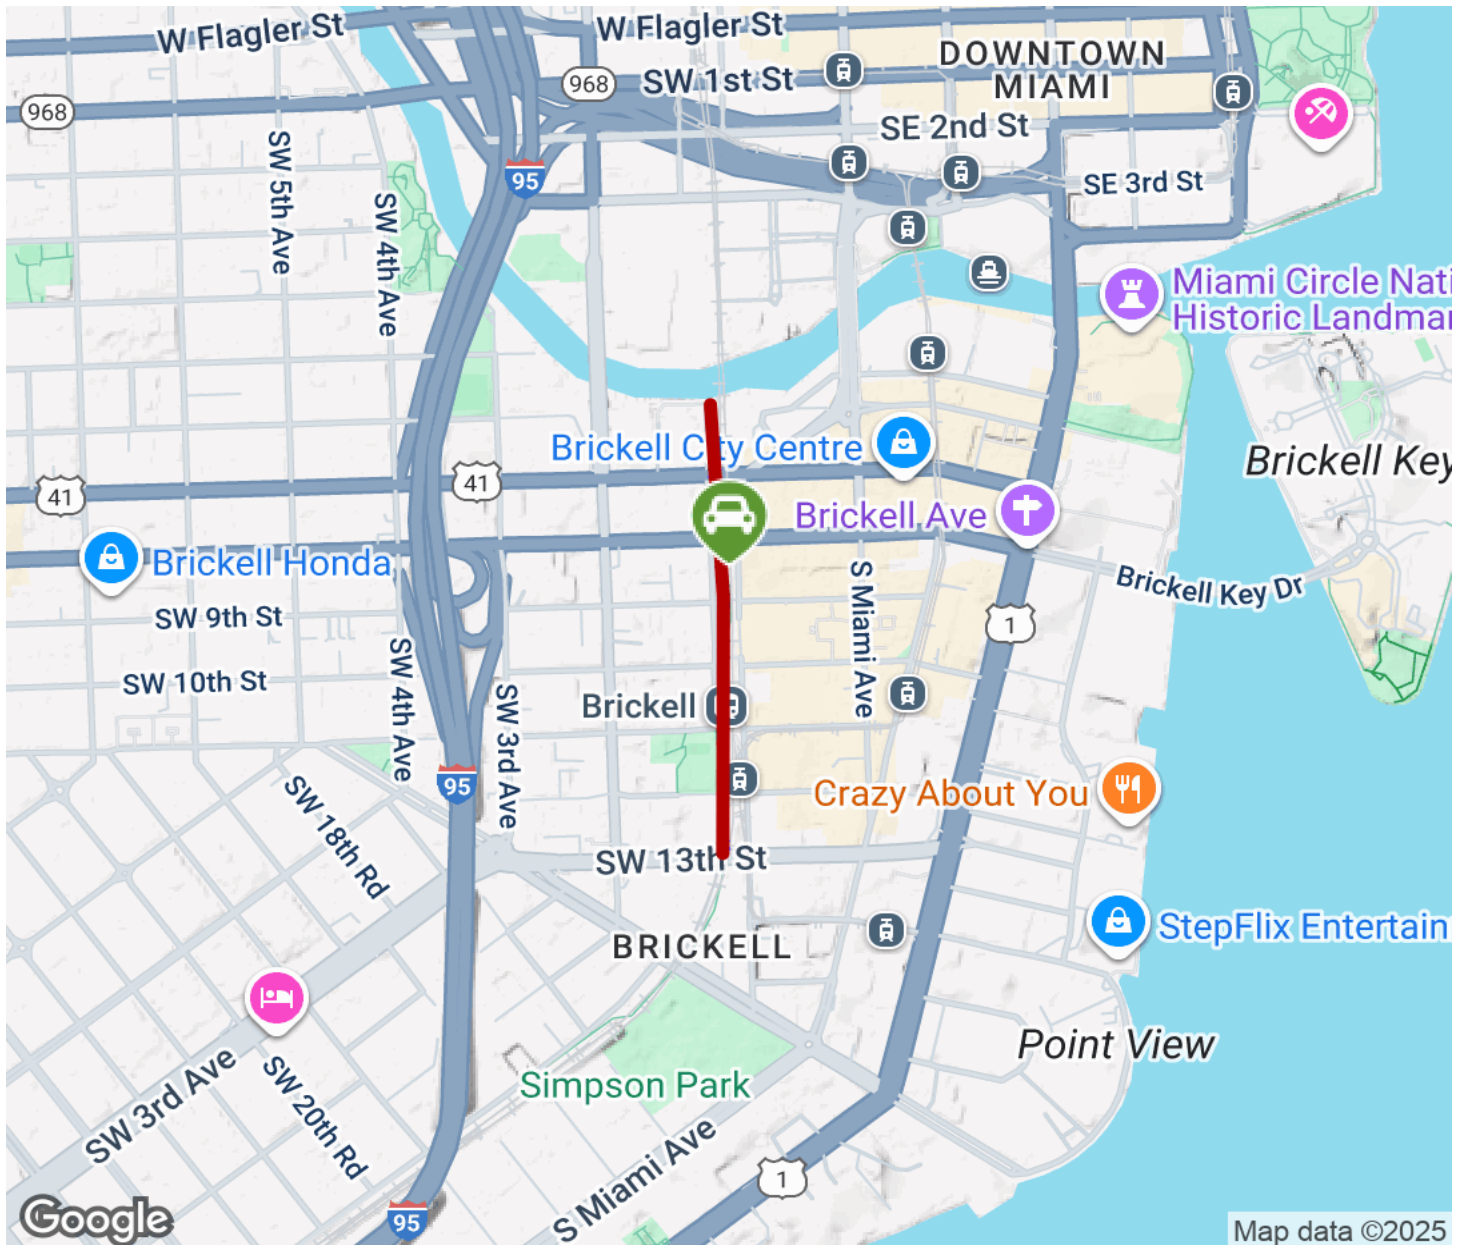 W Flagler St
W Flagler St
DOWNTOWN
MIAMI
968
SW 1st St
968
SE 2nd St
SW 5th Ave
95
SE 3rd St
SW 4th Ave
Miami Circle Nati
Historic Landmar
Brickell City Centre
Brickell Key
41
41
Brickell Ave
Brickell Honda
Brickell Key Dr
SW 9th St
S Miami Ave
1
SW 10th St
SW 4th Ave
SW 3rd Ave
Brickell
95
Crazy About You
SW 18th Rd
SW 13th St
StepFlix Entertain
BRICKELL
Point View
Simpson Park
SW 3rd Ave
SW 20th Rd
S Miami Ave
1
95
Google
Map data ©2025